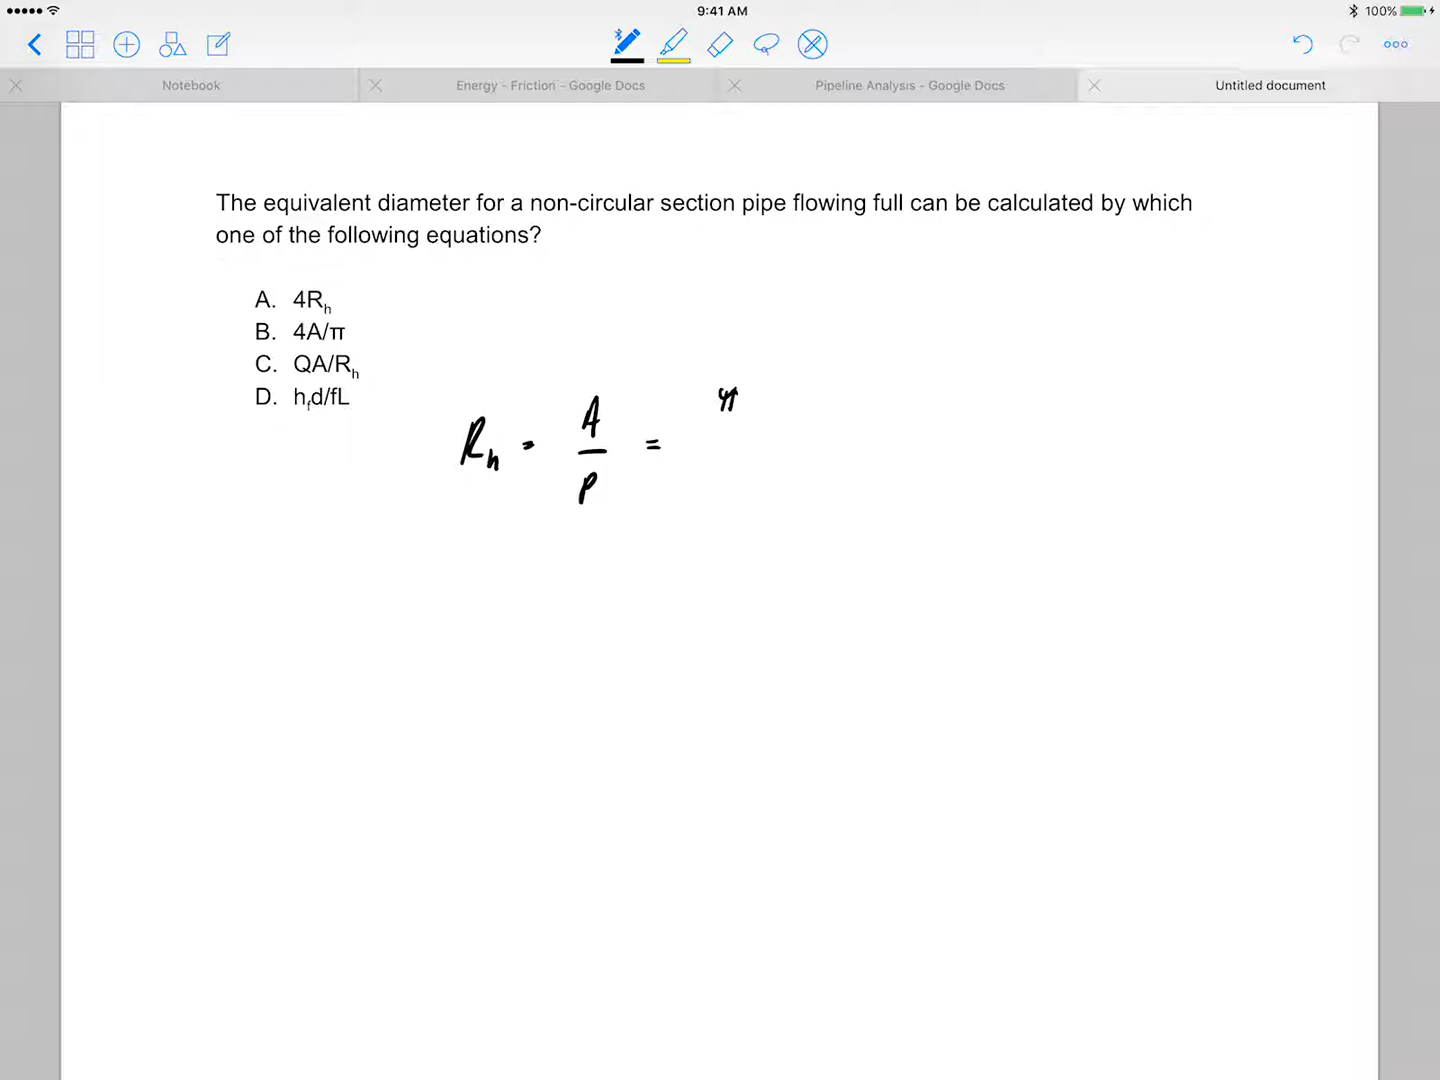 9:41 AM
100%
Notebook
Energy - Friction - Google Docs
Pipeline Analysis - Google Docs
Untitled document
The equivalent diameter for a non-circular section pipe flowing full can be calculated by which
one of the following equations?
A. 4Rₕ
B. 4A/π
C. QA/Rₕ
D. h_fd/fL
Rₕ = A/P =